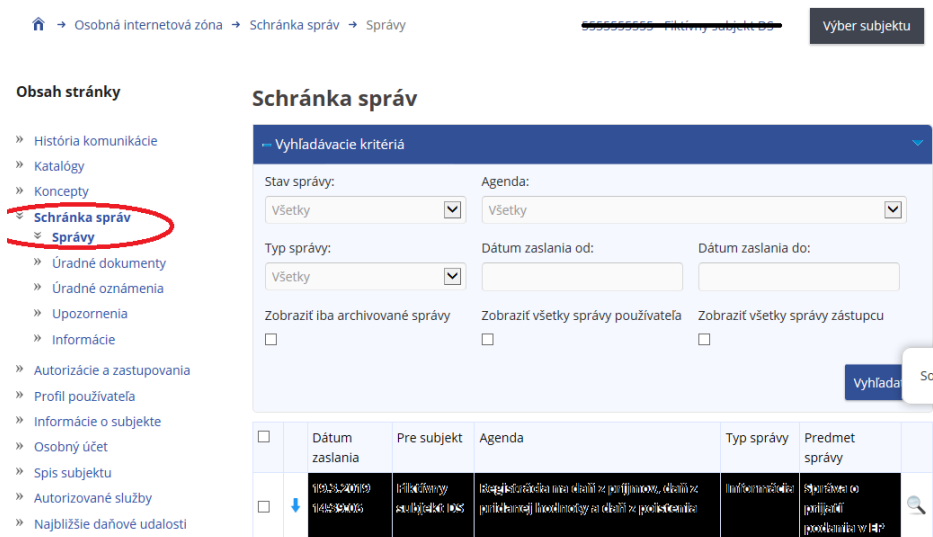 Osobná internetová zóna → Schránka správ → Správy
5555555555 - Fiktívny subjekt DS
Výber subjektu
Obsah stránky
História komunikácie
Katalógy
Koncepty
Schránka správ
Správy
Úradné dokumenty
Úradné oznámenia
Upozornenia
Informácie
Autorizácie a zastupovania
Profil používateľa
Informácie o subjekte
Osobný účet
Spis subjektu
Autorizované služby
Najbližšie daňové udalosti
Schránka správ
Vyhľadávacie kritériá
Stav správy: Agenda:
Všetky Všetky
Typ správy: Dátum zaslania od: Dátum zaslania do:
Všetky
Zobraziť iba archivované správy Zobraziť všetky správy používateľa Zobraziť všetky správy zástupcu
So
Dátum Pre subjekt Agenda Typ správy Predmet
zaslania správy
19.3.2019 Fiktívny Registrácia na daň z príjmov, daň z Informácia Správa o
subjekt DS pridanej hodnoty a daň z poistenia prijatí
podania v EP